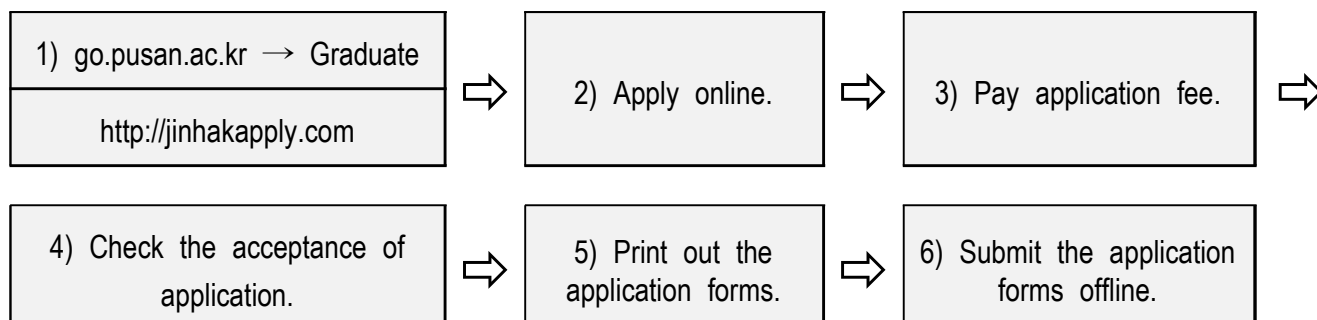 1) go.pusan.ac.kr → Graduate
http://jinhakapply.com
2) Apply online.
3) Pay application fee.
4) Check the acceptance of
application.
5) Print out the
application forms.
6) Submit the application
forms offline.